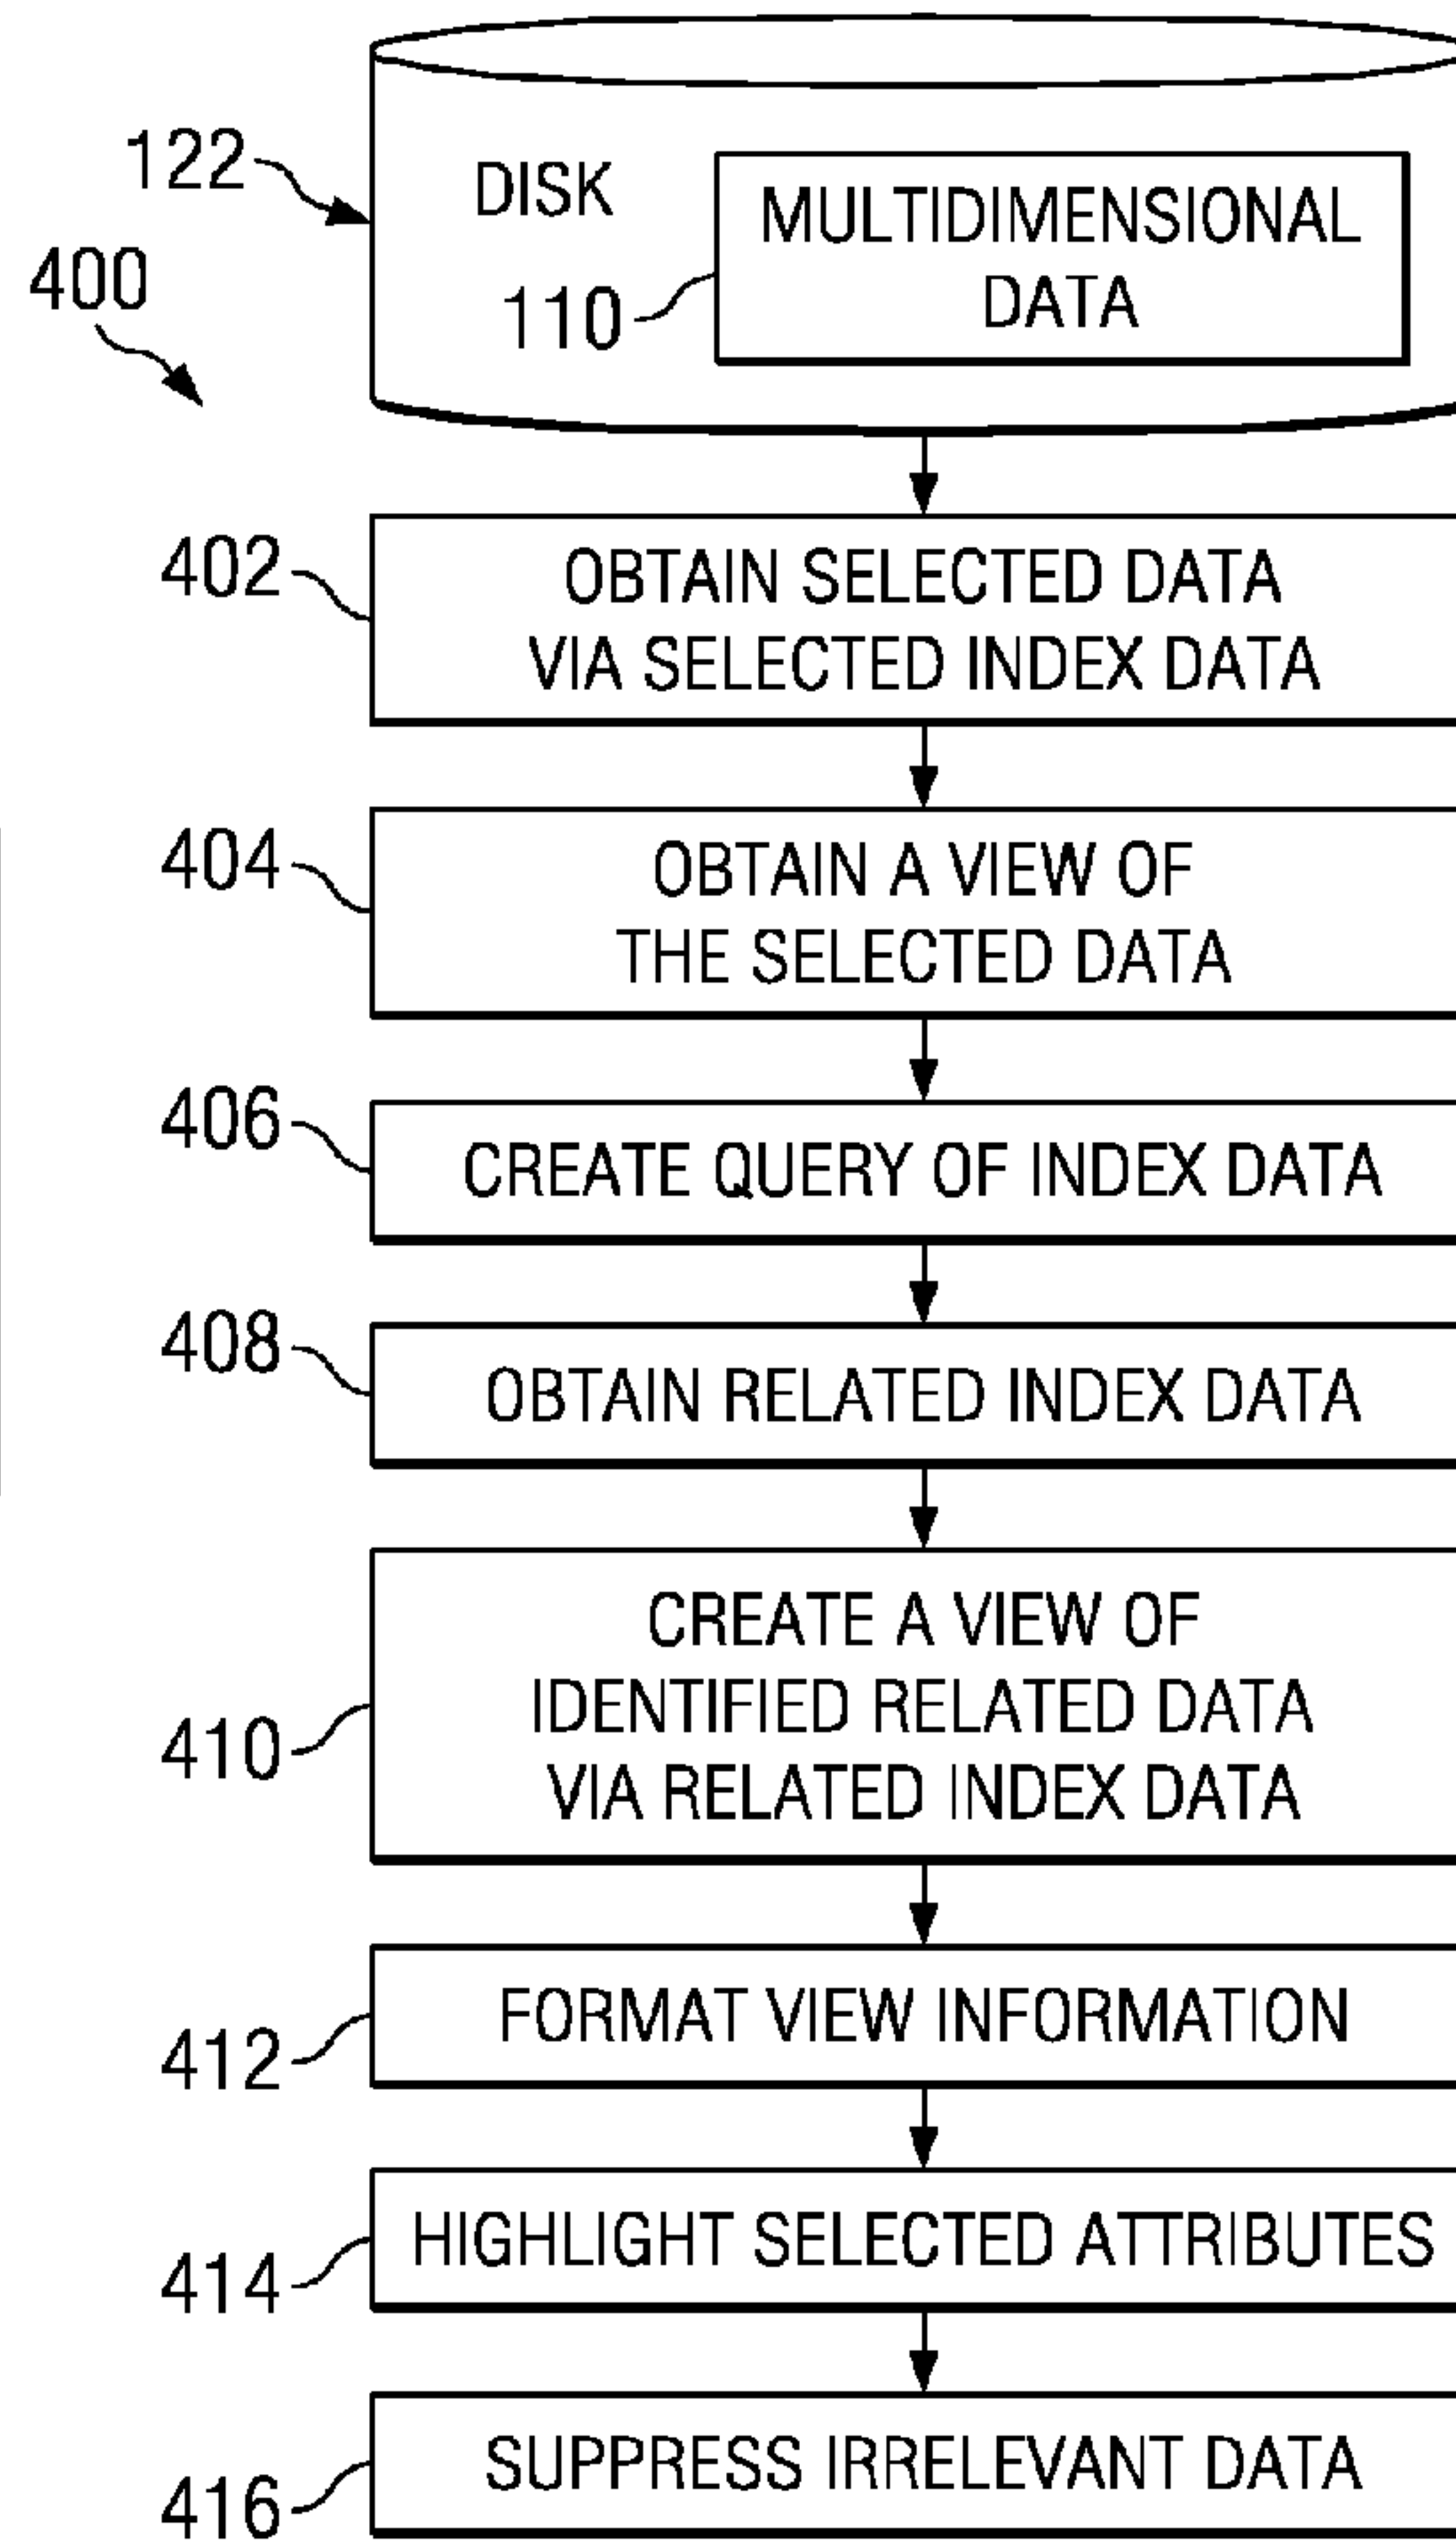 122
DISK
MULTIDIMENSIONAL
DATA
110
400
402
OBTAIN SELECTED DATA
VIA SELECTED INDEX DATA
404
OBTAIN A VIEW OF
THE SELECTED DATA
406
CREATE QUERY OF INDEX DATA
408
OBTAIN RELATED INDEX DATA
410
CREATE A VIEW OF
IDENTIFIED RELATED DATA
VIA RELATED INDEX DATA
412
FORMAT VIEW INFORMATION
414
HIGHLIGHT SELECTED ATTRIBUTES
416
SUPPRESS IRRELEVANT DATA